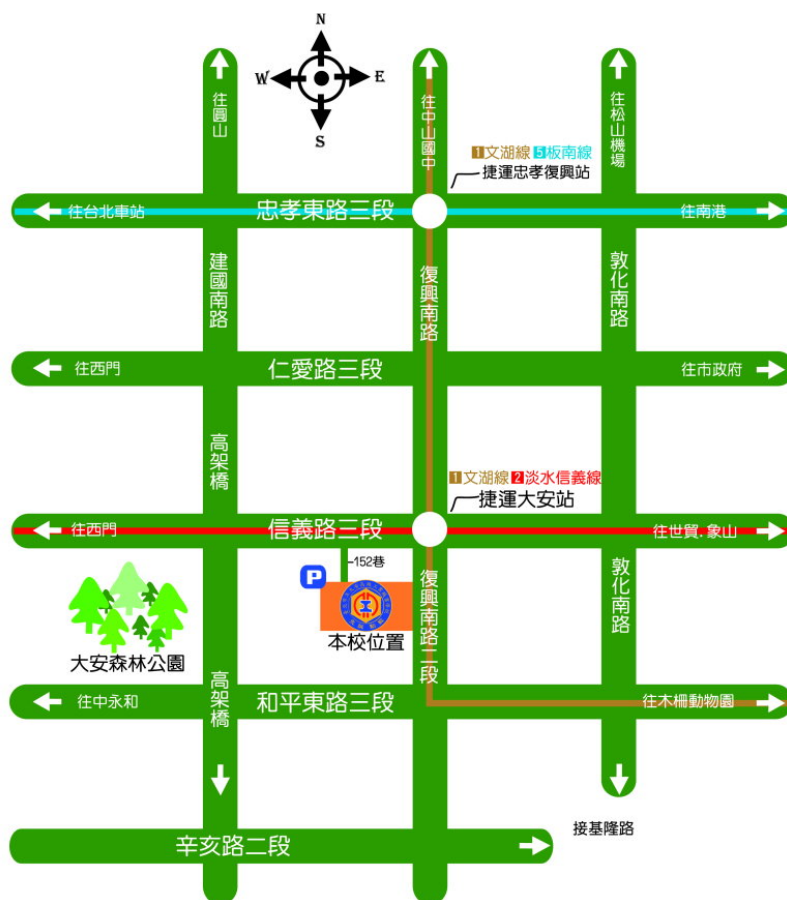 N
W
E
S
往圓山
往中山國中
往松山機場
1文湖線 5板南線
捷運忠孝復興站
往台北車站
忠孝東路三段
往南港
建國南路
復興南路
敦化南路
往西門
仁愛路三段
往市政府
高架橋
1文湖線 2淡水信義線
捷運大安站
往西門
信義路三段
往世貿.象山
152巷
P
復興南路二段
敦化南路
本校位置
大安森林公園
高架橋
往中永和
和平東路三段
往木柵動物園
接基隆路
辛亥路二段